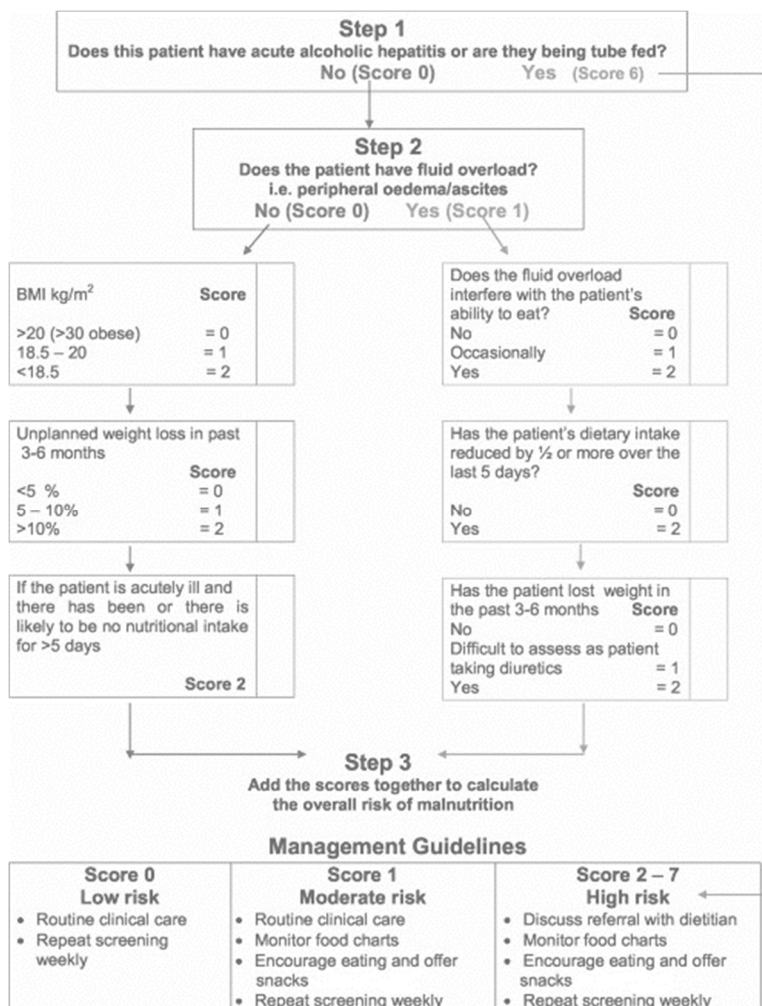 Step 1
Does this patient have acute alcoholic hepatitis or are they being tube fed?
No (Score 0) Yes (Score 6)
Step 2
Does the patient have fluid overload?
i.e. peripheral oedema/ascites
No (Score 0) Yes (Score 1)
BMI kg/m² Score
>20 (>30 obese) = 0
18.5 – 20 = 1
<18.5 = 2
Unplanned weight loss in past
3-6 months
Score
<5 % = 0
5 – 10% = 1
>10% = 2
If the patient is acutely ill and
there has been or there is
likely to be no nutritional intake
for >5 days
Score 2
Does the fluid overload
interfere with the patient's
ability to eat? Score
No = 0
Occasionally = 1
Yes = 2
Has the patient's dietary intake
reduced by ½ or more over the
last 5 days?
Score
No = 0
Yes = 2
Has the patient lost weight in
the past 3-6 months Score
No = 0
Difficult to assess as patient
taking diuretics = 1
Yes = 2
Step 3
Add the scores together to calculate
the overall risk of malnutrition
Management Guidelines
Score 0
Low risk
• Routine clinical care
• Repeat screening
weekly
Score 1
Moderate risk
• Routine clinical care
• Monitor food charts
• Encourage eating and offer
snacks
• Repeat screening weekly
Score 2 – 7
High risk
• Discuss referral with dietitian
• Monitor food charts
• Encourage eating and offer
snacks
• Repeat screening weekly